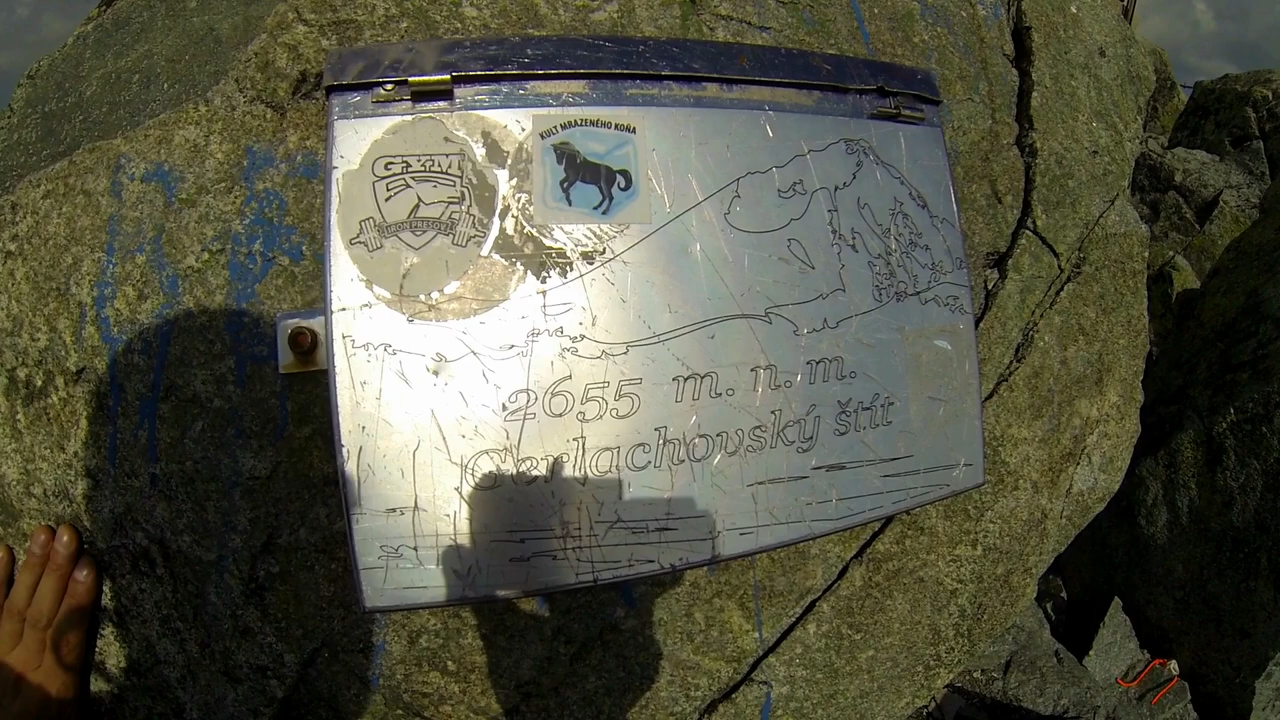 GYM
IRON PREŠOV
KULT MRAZENÉHO KOŇA
2655 m. n. m.
Gerlachovský štít